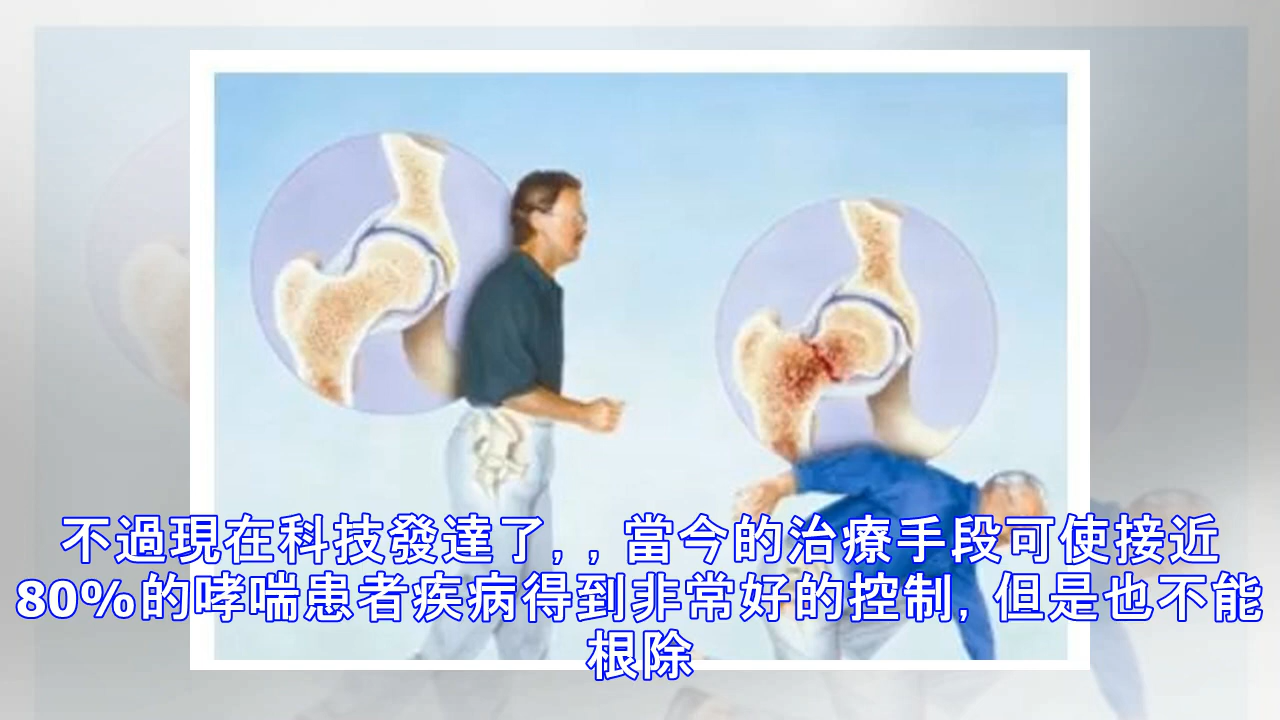 不過現在科技發達了,,當今的治療手段可使接近
80%的哮喘患者疾病得到非常好的控制,但是也不能
根除